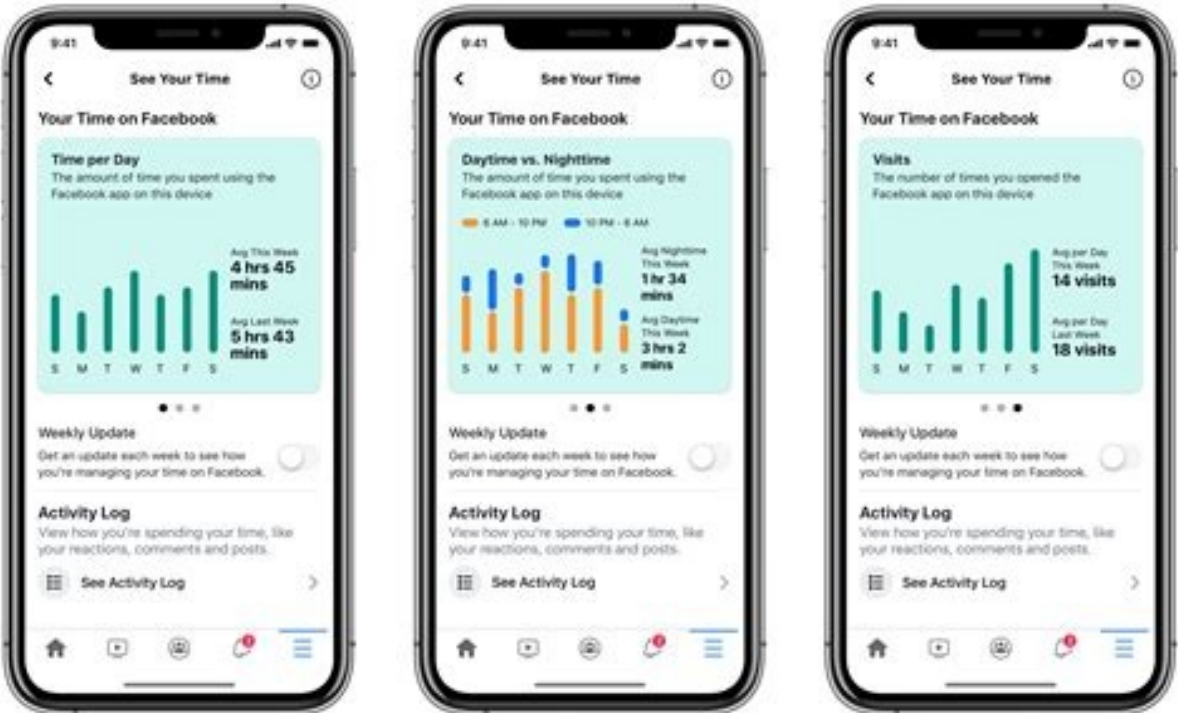 9:41
See Your Time
Your Time on Facebook
Time per Day
The amount of time you spent using the
Facebook app on this device
Avg This Week
4 hrs 45
mins
Avg Last Week
5 hrs 43
mins
S M T W T F S
Weekly Update
Get an update each week to see how
you're managing your time on Facebook.
Activity Log
View how you're spending your time, like
your reactions, comments and posts.
See Activity Log
9:41
See Your Time
Your Time on Facebook
Daytime vs. Nighttime
The amount of time you spent using the
Facebook app on this device
6 AM - 10 PM 10 PM - 6 AM
Avg Nighttime
This Week
1 hr 34
mins
Avg Daytime
This Week
3 hrs 2
mins
S M T W T F S
Weekly Update
Get an update each week to see how
you're managing your time on Facebook.
Activity Log
View how you're spending your time, like
your reactions, comments and posts.
See Activity Log
9:41
See Your Time
Your Time on Facebook
Visits
The number of times you opened the
Facebook app on this device
Avg per Day
This Week
14 visits
Avg per Day
Last Week
18 visits
S M T W T F S
Weekly Update
Get an update each week to see how
you're managing your time on Facebook.
Activity Log
View how you're spending your time, like
your reactions, comments and posts.
See Activity Log